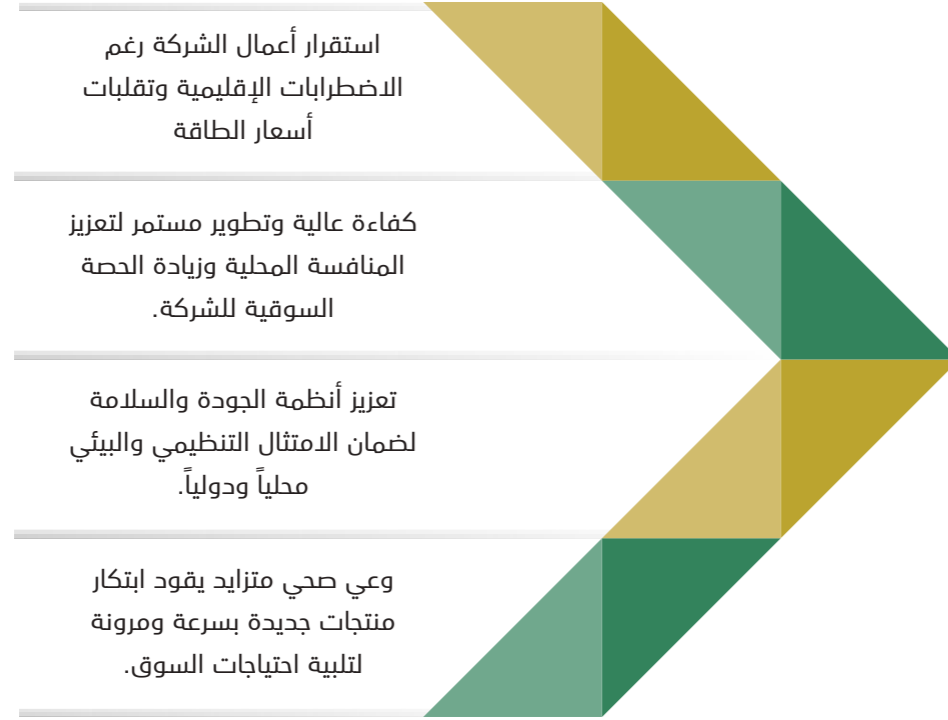 استقرار أعمال الشركة رغم
الاضطرابات الإقليمية وتقلبات
أسعار الطاقة
كفاءة عالية وتطوير مستمر لتعزيز
المنافسة المحلية وزيادة الحصة
السوقية للشركة.
تعزيز أنظمة الجودة والسلامة
لضمان الامتثال التنظيمي والبيئي
محلياً ودولياً.
وعي صحي متزايد يقود ابتكار
منتجات جديدة بسرعة ومرونة
لتلبية احتياجات السوق.